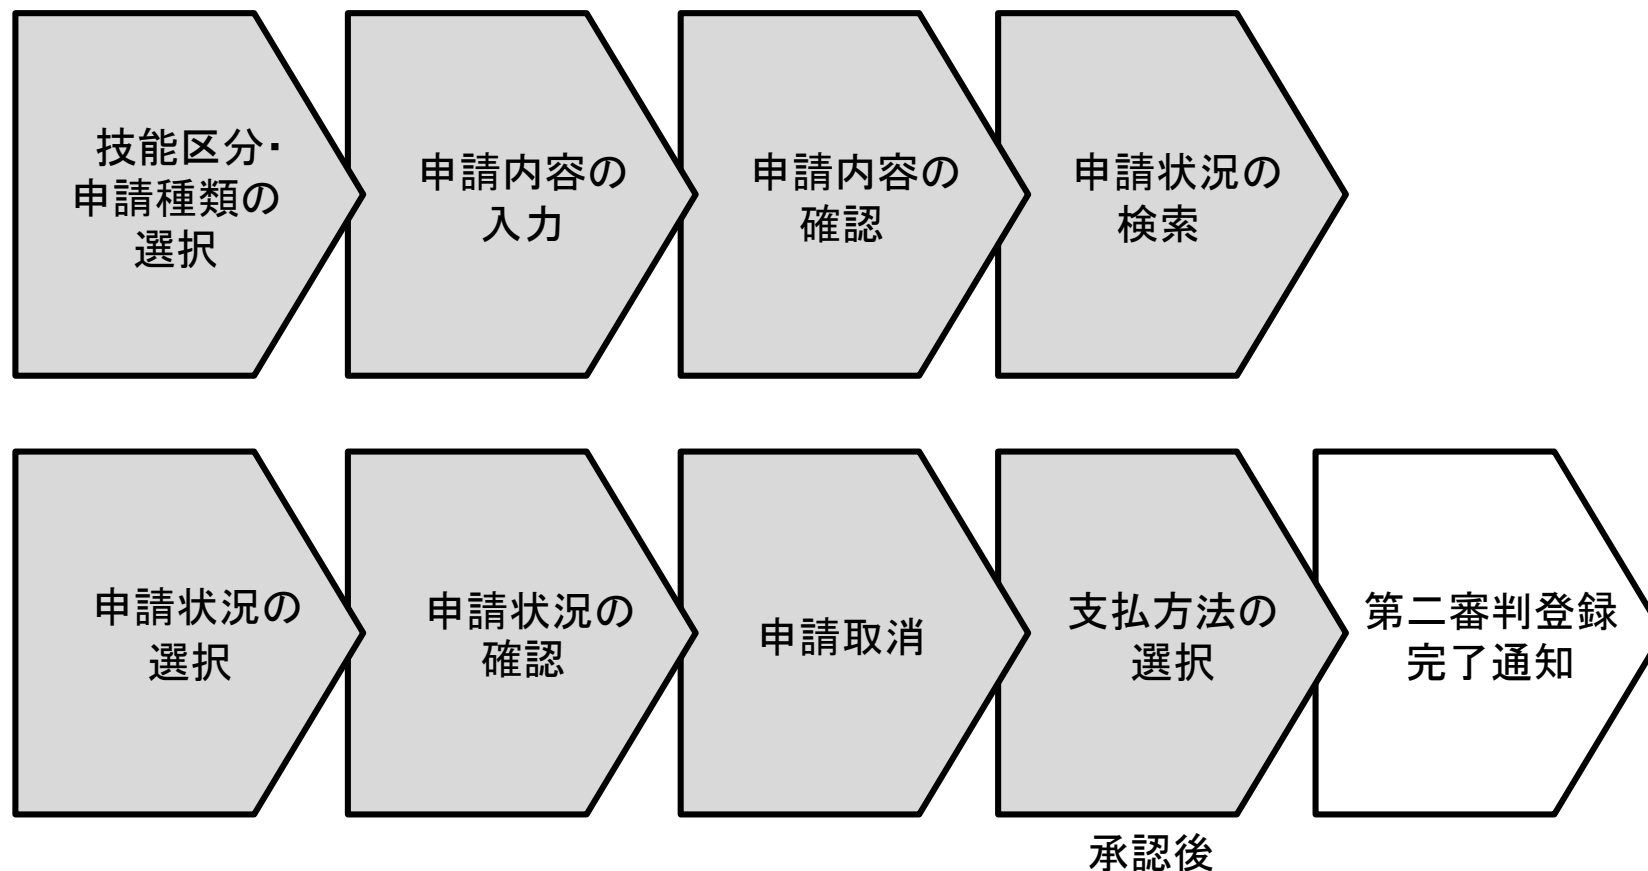 技能区分・
申請種類の
選択
申請内容の
入力
申請内容の
確認
申請状況の
検索
申請状況の
選択
申請状況の
確認
申請取消
支払方法の
選択
第二審判登録
完了通知
承認後